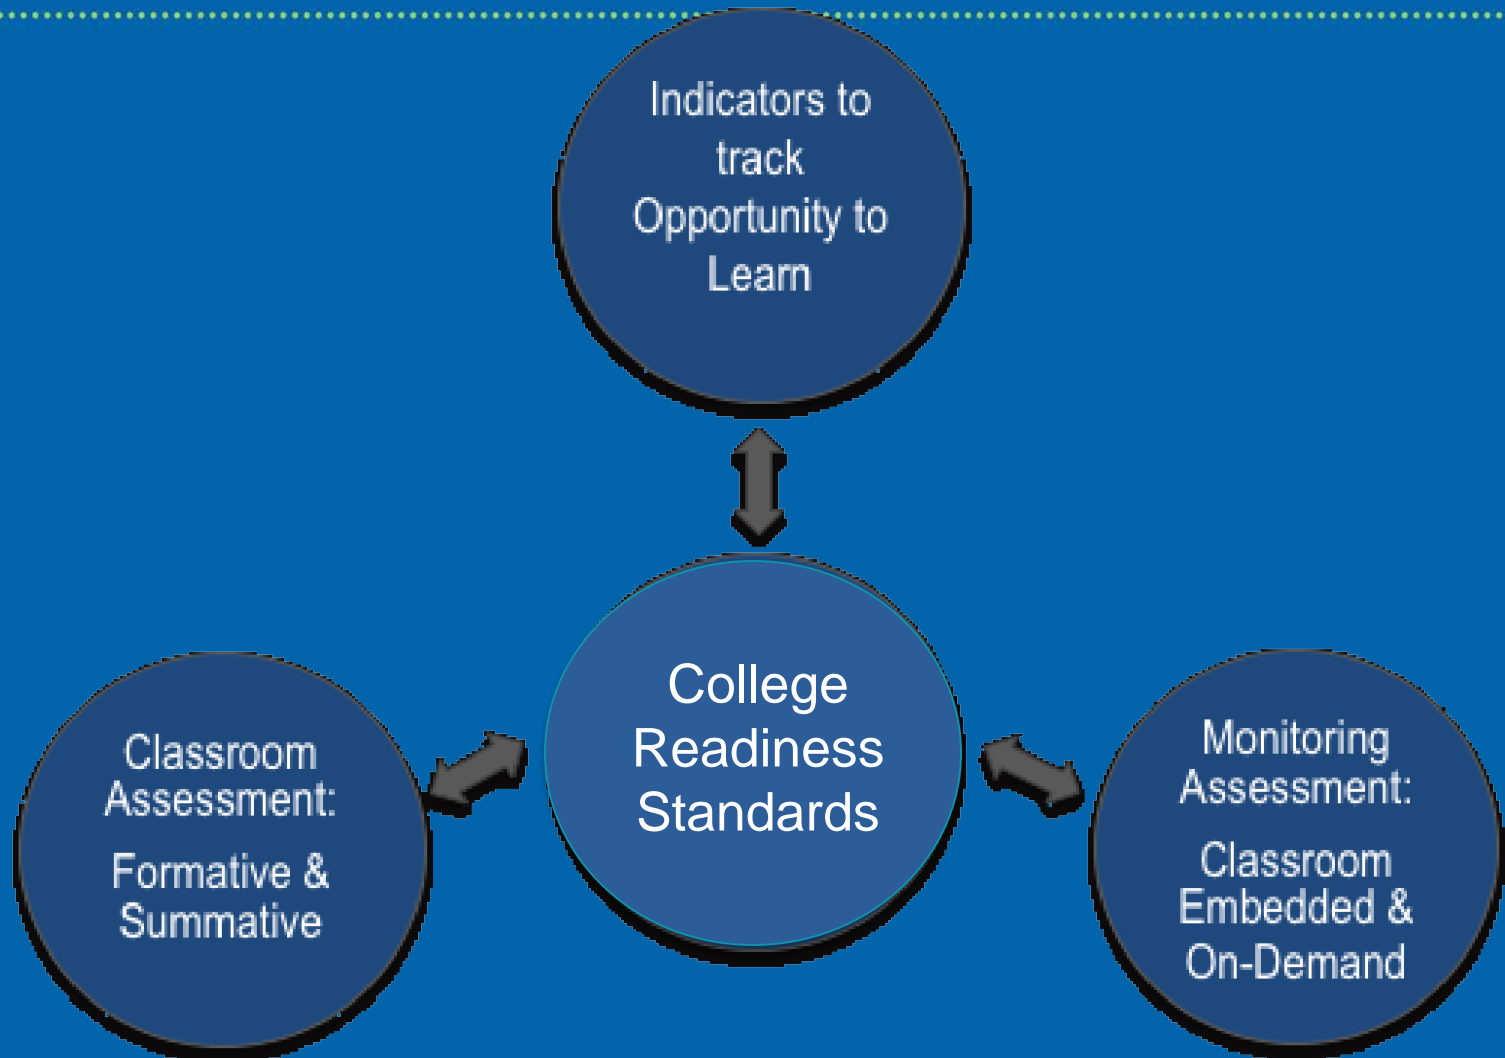 Indicators to
track
Opportunity to
Learn
College
Readiness
Standards
Classroom
Assessment:
Formative &
Summative
Monitoring
Assessment:
Classroom
Embedded &
On-Demand